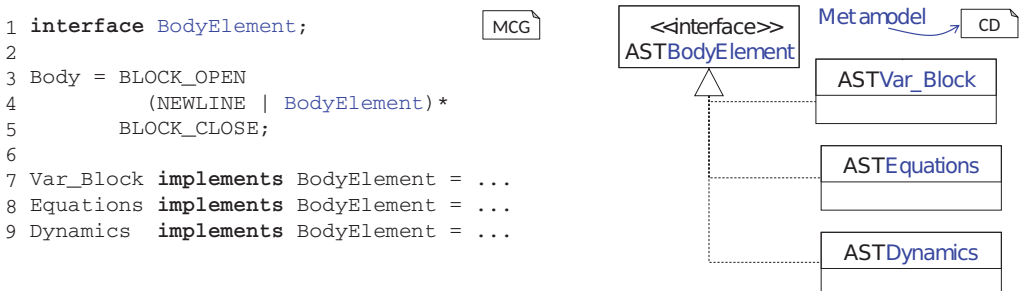 1 interface BodyElement;
MCG
2
3 Body = BLOCK_OPEN
4 (NEWLINE | BodyElement)*
5 BLOCK_CLOSE;
6
7 Var_Block implements BodyElement = ...
8 Equations implements BodyElement = ...
9 Dynamics implements BodyElement = ...
<<interface>>
ASTBodyElement
Metamodel
CD
ASTVar_Block
ASTEquations
ASTDynamics